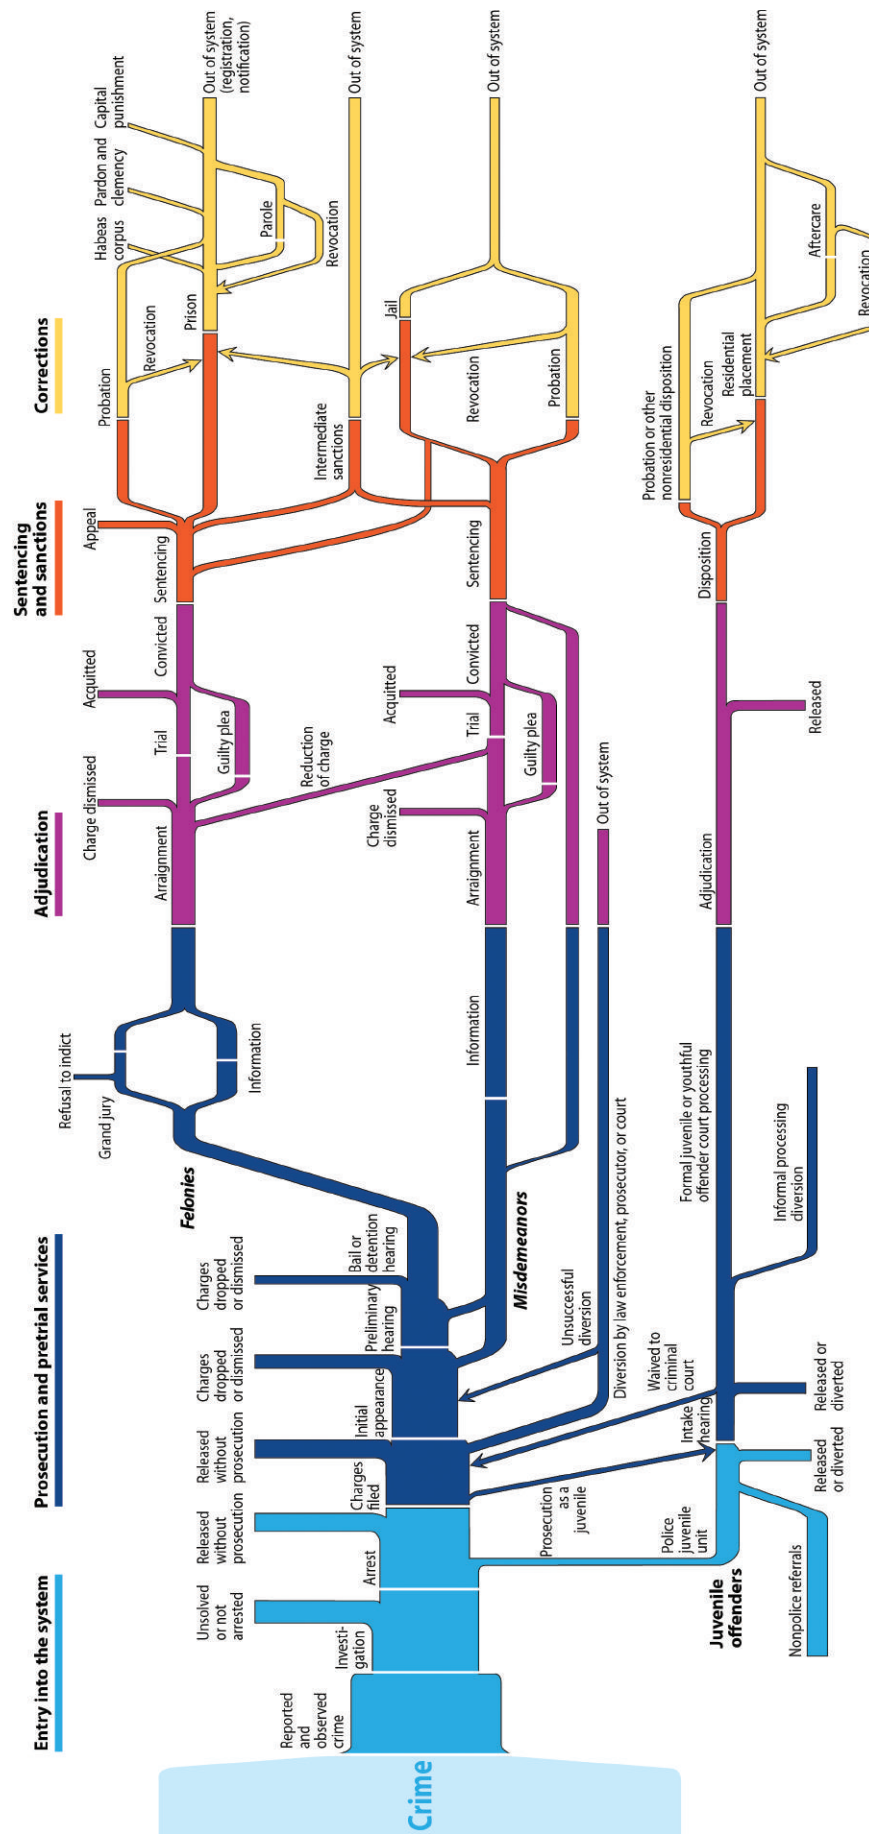 Entry into the system
Prosecution and pretrial services
Adjudication
Sentencing
and sanctions
Corrections
Crime
Reported
and
observed
crime
Investi-
gation
Unsolved
or not
arrested
Arrest
Released
without
prosecution
Charges
filed
Released
without
prosecution
Initial
appearance
Charges
dropped
or dismissed
Preliminary
hearing
Charges
dropped
or dismissed
Bail or
detention
hearing
Felonies
Grand jury
Refusal to indict
Information
Arraignment
Charge dismissed
Trial
Acquitted
Guilty plea
Convicted
Reduction
of charge
Sentencing
Appeal
Probation
Revocation
Prison
Habeas
corpus
Pardon and
clemency
Capital
punishment
Parole
Revocation
Out of system
(registration,
notification)
Intermediate
sanctions
Out of system
Misdemeanors
Information
Arraignment
Charge
dismissed
Trial
Acquitted
Guilty plea
Convicted
Sentencing
Jail
Revocation
Probation
Out of system
Unsuccessful
diversion
Diversion by law enforcement, prosecutor, or court
Out of system
Prosecution
as a
juvenile
Waived to
criminal
court
Police
juvenile
unit
Juvenile
offenders
Nonpolice referrals
Released
or diverted
Intake
hearing
Released or
diverted
Formal juvenile or youthful
offender court processing
Informal processing
diversion
Adjudication
Released
Disposition
Probation or other
nonresidential disposition
Revocation
Residential
placement
Aftercare
Revocation
Out of system